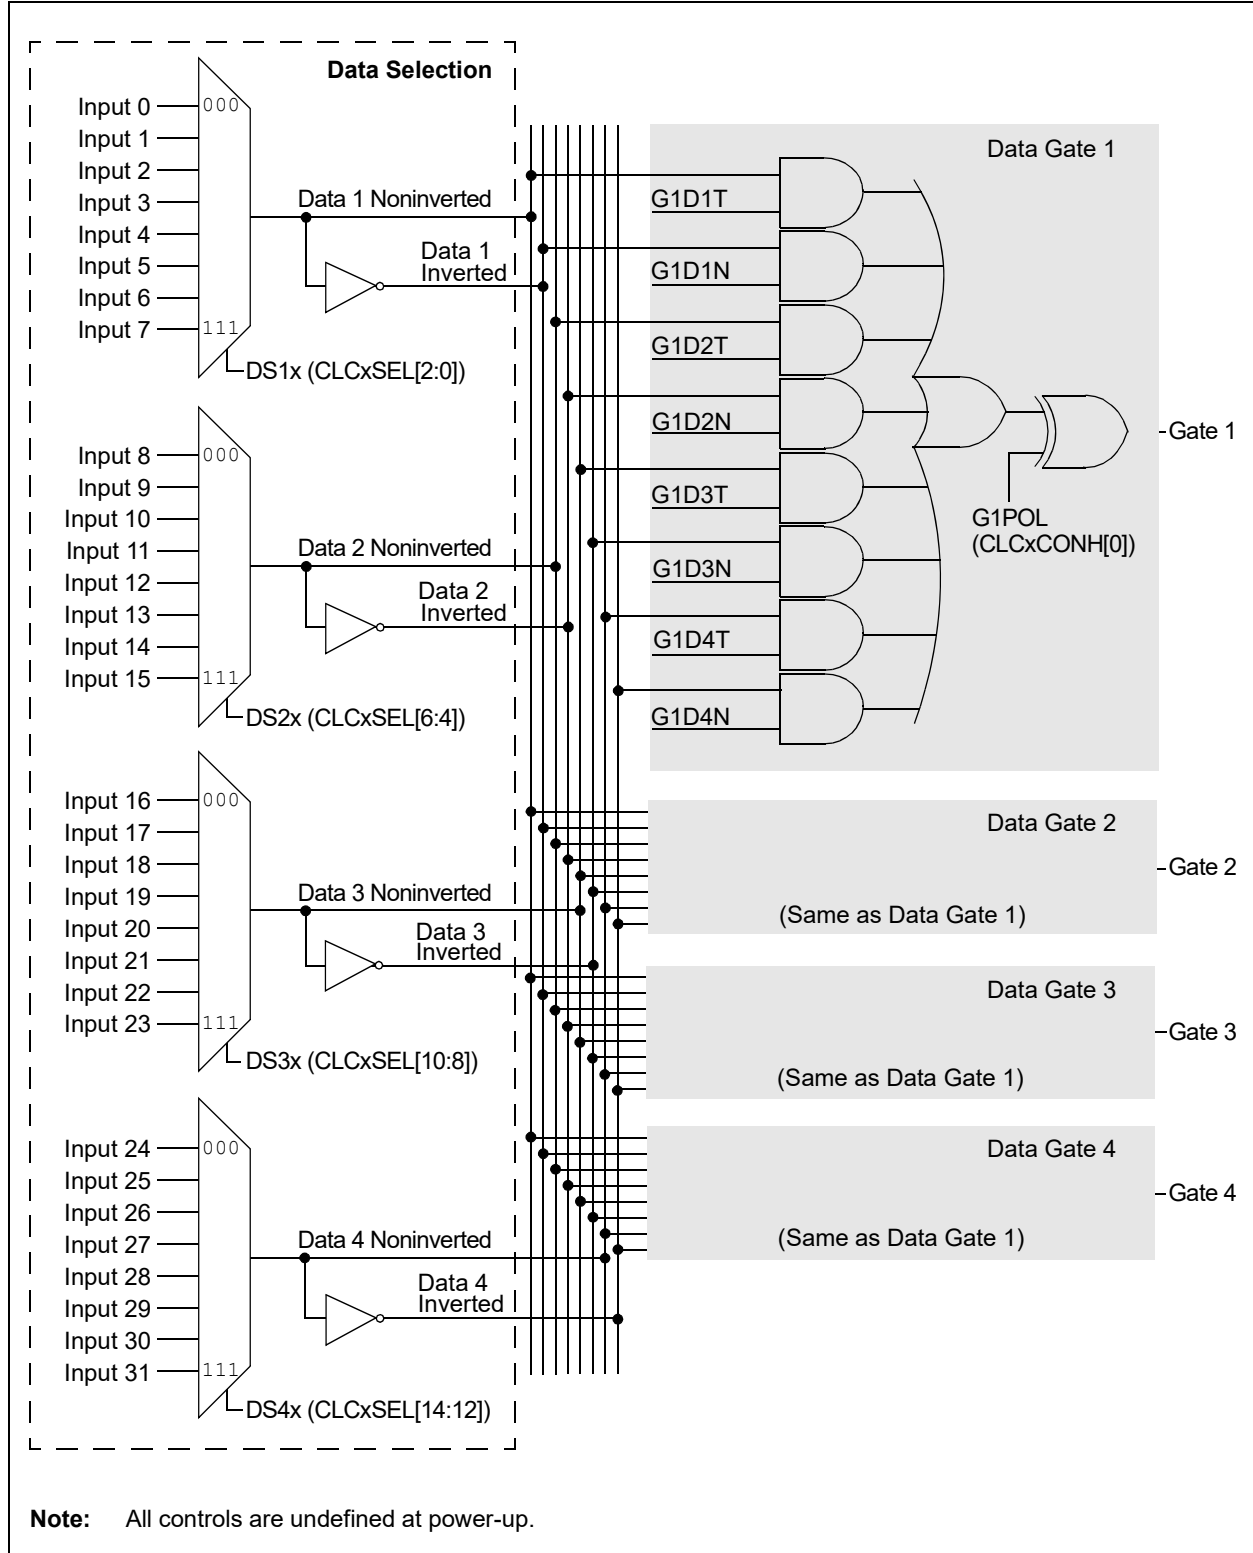 Data Selection
Input 0
000
Input 1
Input 2
Input 3
Input 4
Input 5
Input 6
Input 7
111
DS1x (CLCxSEL[2:0])
Data 1 Noninverted
Data 1
Inverted
Input 8
000
Input 9
Input 10
Input 11
Input 12
Input 13
Input 14
Input 15
111
DS2x (CLCxSEL[6:4])
Data 2 Noninverted
Data 2
Inverted
Input 16
000
Input 17
Input 18
Input 19
Input 20
Input 21
Input 22
Input 23
111
DS3x (CLCxSEL[10:8])
Data 3 Noninverted
Data 3
Inverted
Input 24
000
Input 25
Input 26
Input 27
Input 28
Input 29
Input 30
Input 31
111
DS4x (CLCxSEL[14:12])
Data 4 Noninverted
Data 4
Inverted
Data Gate 1
G1D1T
G1D1N
G1D2T
G1D2N
G1D3T
G1D3N
G1D4T
G1D4N
G1POL
(CLCxCONH[0])
Gate 1
Data Gate 2
(Same as Data Gate 1)
Gate 2
Data Gate 3
(Same as Data Gate 1)
Gate 3
Data Gate 4
(Same as Data Gate 1)
Gate 4
Note: All controls are undefined at power-up.